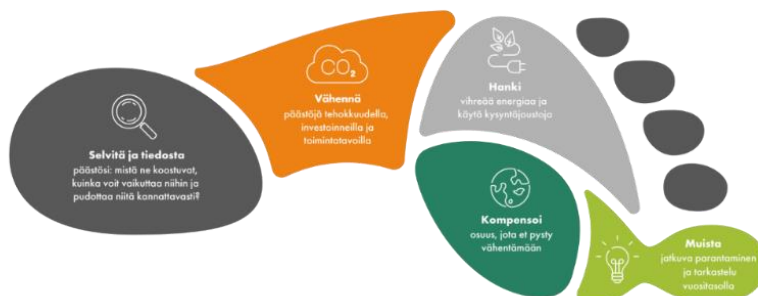 Selvitä ja tiedosta
päästösi: mistä ne koostuvat,
kuinka voit vaikuttaa niihin ja
pudottaa niitä kannattavasti?
CO2
Vähennä
päästöjä tehokkuudella,
investoinneilla ja
toimintatavoilla
Hanki
vihreää energiaa ja
käytä kysyntäjoustoja
Kompensoi
osuus, jota et pysty
vähentämään
Muista
jatkuva parantaminen
ja tarkastelu
vuositasolla